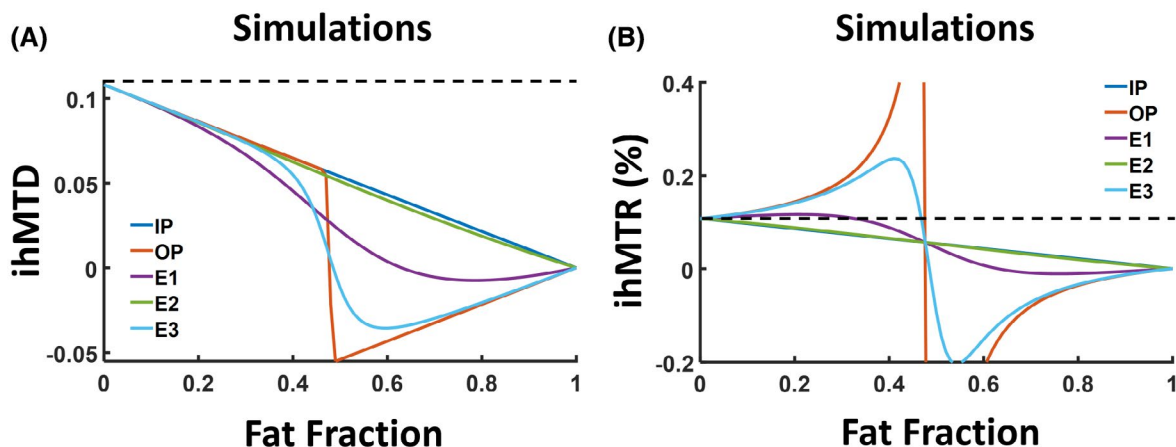 (A)
Simulations
ihMTD
0.1
0.05
0
-0.05
IP
OP
E1
E2
E3
0
0.2
0.4
0.6
0.8
1
Fat Fraction
(B)
Simulations
ihMTR (%)
0.4
0.2
0
-0.2
IP
OP
E1
E2
E3
0
0.2
0.4
0.6
0.8
1
Fat Fraction